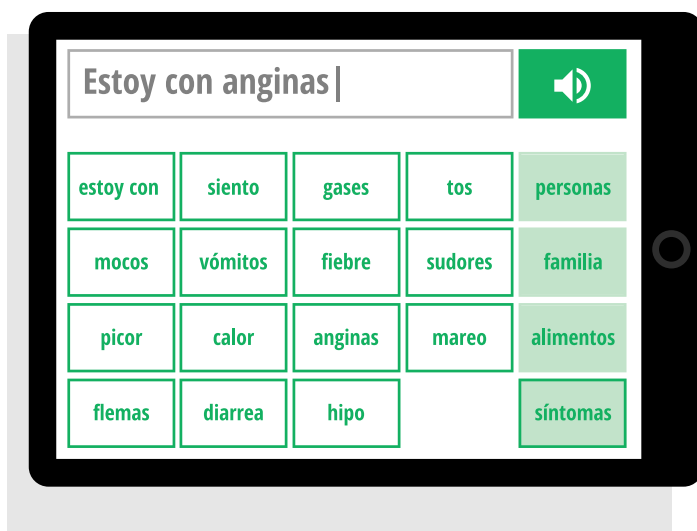 Estoy con anginas
estoy con siento gases tos personas
mocos vómitos fiebre sudores familia
picor calor anginas mareo alimentos
flemas diarrea hipo síntomas